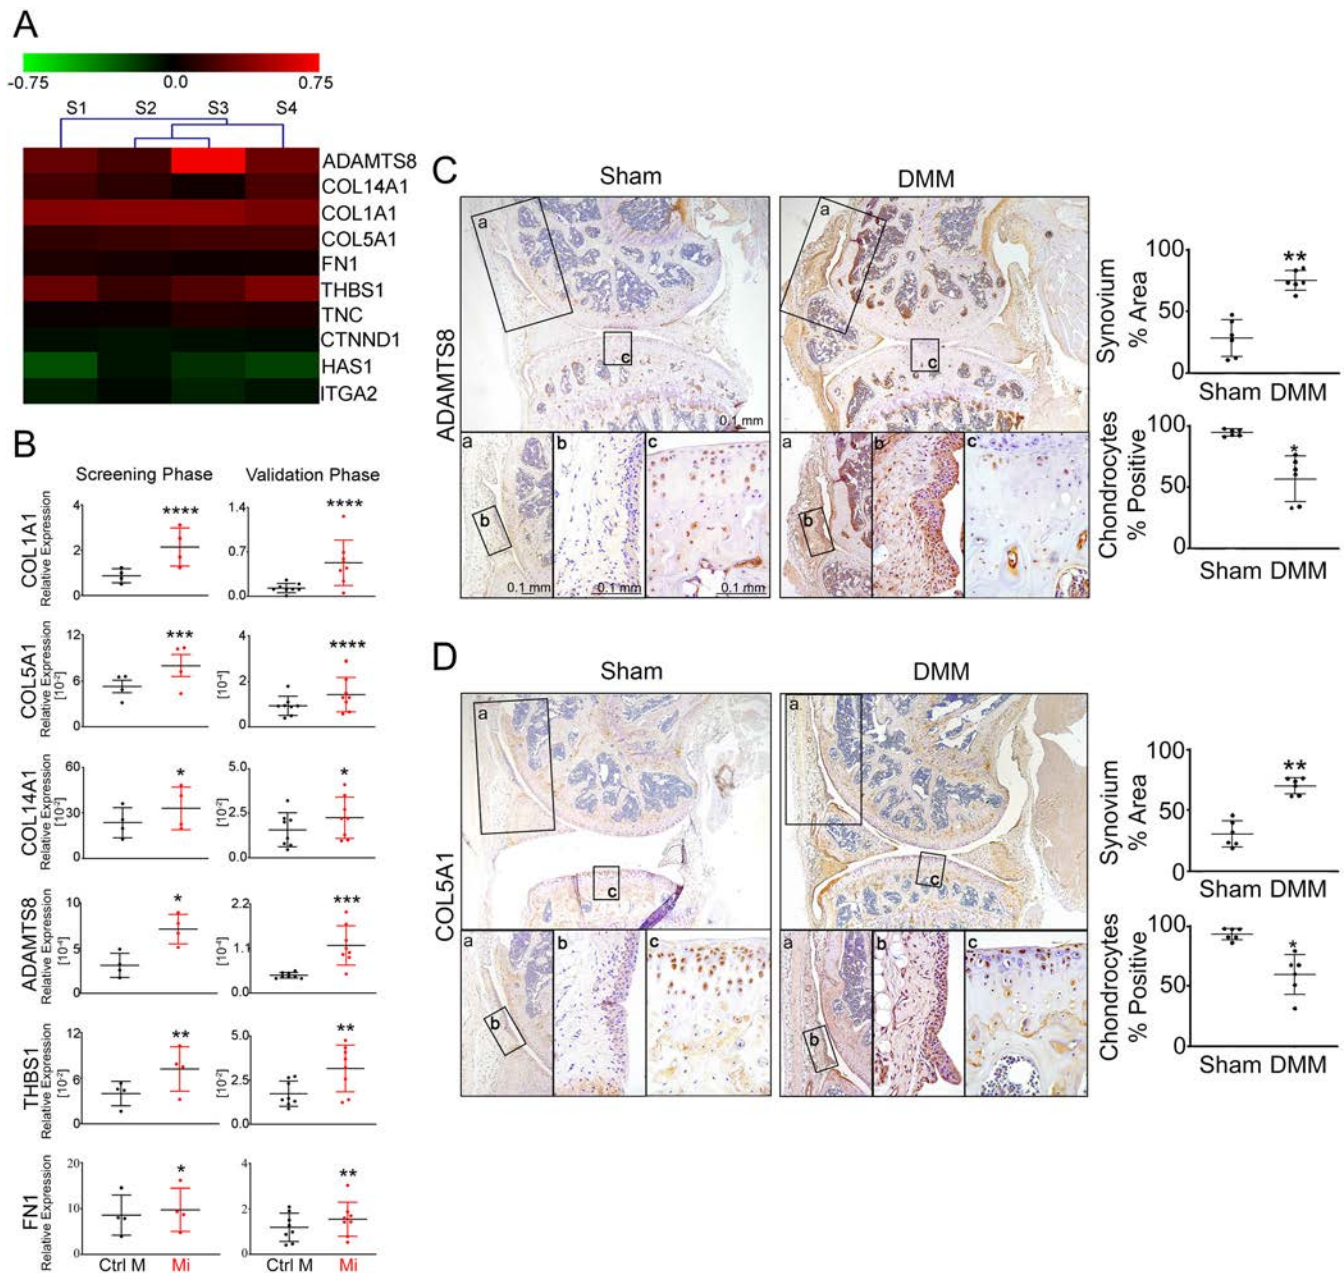 A
-0.75 0.0 0.75
S1 S2 S3 S4
ADAMTS8
COL14A1
COL1A1
COL5A1
FN1
THBS1
TNC
CTNND1
HAS1
ITGA2
B
Screening Phase Validation Phase
COL1A1
Relative Expression
4
2
0
****
1.4
0.7
0.0
****
COL5A1
Relative Expression
[10-2]
12
6
0
***
[10-4]
4
2
0
****
COL14A1
Relative Expression
[10-2]
60
30
0
*
5.0
2.5
0.0
*
ADAMTS8
Relative Expression
[10-4]
10
5
0
*
2.2
1.1
0.0
***
THBS1
Relative Expression
[10-2]
12
6
0
**
[10-2]
5.0
2.5
0.0
**
FN1
Relative Expression
20
10
0
*
4
2
0
**
Ctrl M Mi Ctrl M Mi
C
Sham DMM
ADAMTS8
a
c
0.1 mm
a
c
a
b
0.1 mm
b
0.1 mm
c
0.1 mm
a
b
b
c
Synovium
% Area
100
50
0
**
Sham DMM
Chondrocytes
% Positive
100
50
0
*
Sham DMM
D
Sham DMM
COL5A1
a
c
a
c
a
b
b
c
a
b
b
c
Synovium
% Area
100
50
0
**
Sham DMM
Chondrocytes
% Positive
100
50
0
*
Sham DMM